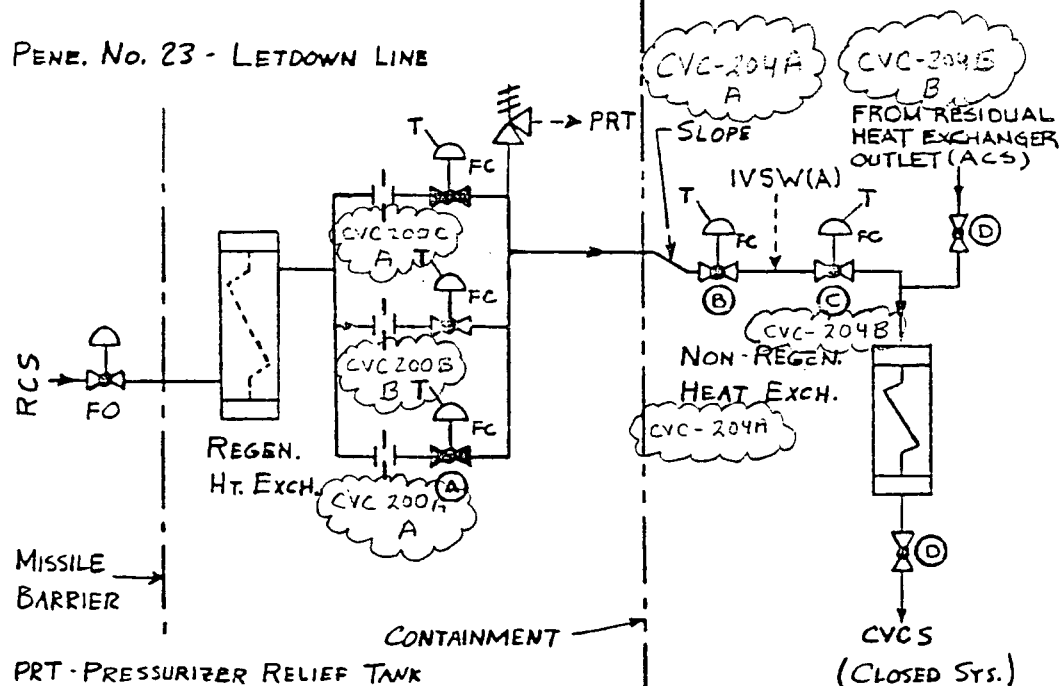 PENE. NO. 23 - LETDOWN LINE
CVC-204A
A
CVC-204B
B
SLOPE
FROM RESIDUAL
HEAT EXCHANGER
OUTLET (ACS)
T
FC
PRT
IVSW(A)
T
FC
T
FC
D
CVC 200C
A
T
FC
B
C
CVC-204B
CVC 200B
B
T
FC
NON-REGEN.
HEAT EXCH.
CVC-204A
RCS
FO
REGEN.
HT. EXCH.
A
CVC 200A
A
D
MISSILE
BARRIER
CONTAINMENT
CVCS
(CLOSED SYS.)
PRT - PRESSURIZER RELIEF TANK